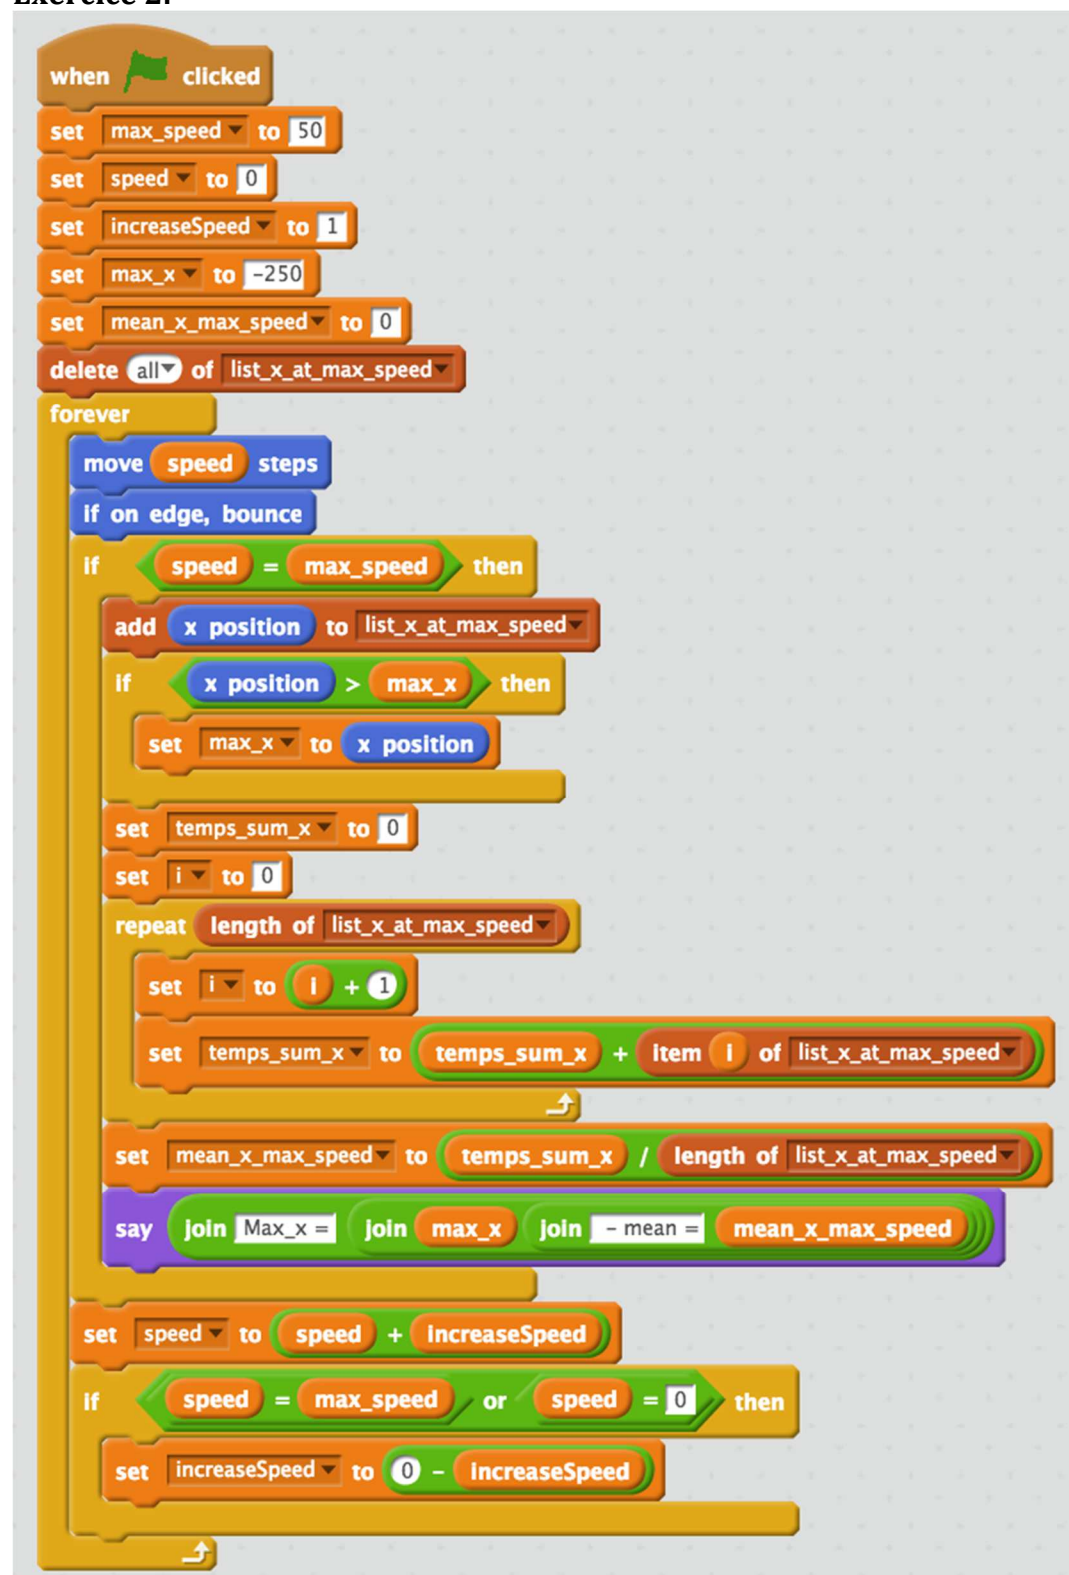 Exercice 2:
when clicked
set max_speed to 50
set speed to 0
set increaseSpeed to 1
set max_x to -250
set mean_x_max_speed to 0
delete all of list_x_at_max_speed
forever
move speed steps
if on edge, bounce
if speed = max_speed then
add x position to list_x_at_max_speed
if x position > max_x then
set max_x to x position
set temps_sum_x to 0
set i to 0
repeat length of list_x_at_max_speed
set i to i + 1
set temps_sum_x to temps_sum_x + item i of list_x_at_max_speed
set mean_x_max_speed to temps_sum_x / length of list_x_at_max_speed
say join Max_x = join max_x join - mean = mean_x_max_speed
set speed to speed + increaseSpeed
if speed = max_speed or speed = 0 then
set increaseSpeed to 0 - increaseSpeed